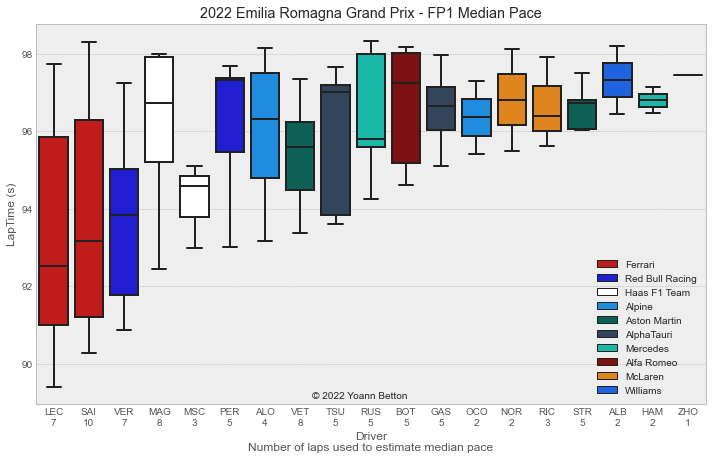 2022 Emilia Romagna Grand Prix - FP1 Median Pace
LapTime (s)
98
96
94
92
90
Ferrari
Red Bull Racing
Haas F1 Team
Alpine
Aston Martin
AlphaTauri
Mercedes
Alfa Romeo
McLaren
Williams
© 2022 Yoann Betton
LEC SAI VER MAG MSC PER ALO VET TSU RUS BOT GAS OCO NOR RIC STR ALB HAM ZHO
7 10 7 8 3 5 4 8 5 5 5 5 2 2 3 5 2 2 1
Driver
Number of laps used to estimate median pace